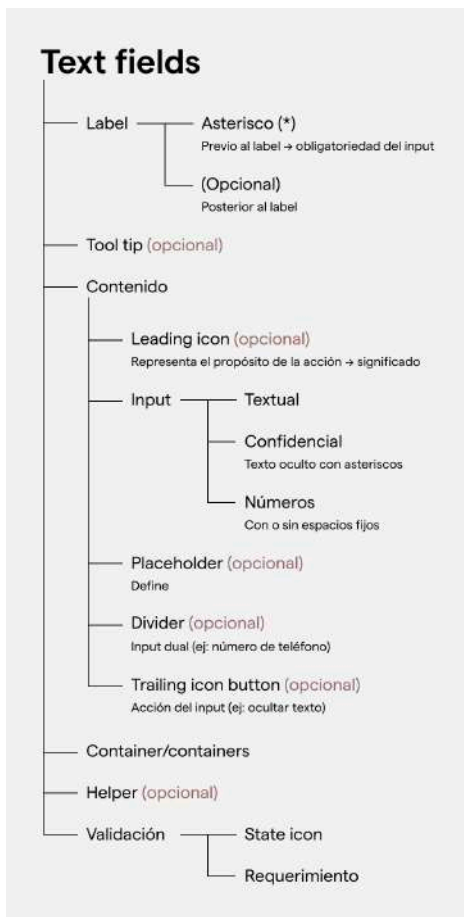 Text fields
Label
Asterisco (*)
Previo al label → obligatoriedad del input
(Opcional)
Posterior al label
Tool tip (opcional)
Contenido
Leading icon (opcional)
Representa el propósito de la acción → significado
Input
Textual
Confidencial
Texto oculto con asteriscos
Números
Con o sin espacios fijos
Placeholder (opcional)
Define
Divider (opcional)
Input dual (ej: número de teléfono)
Trailing icon button (opcional)
Acción del input (ej: ocultar texto)
Container/containers
Helper (opcional)
Validación
State icon
Requerimiento